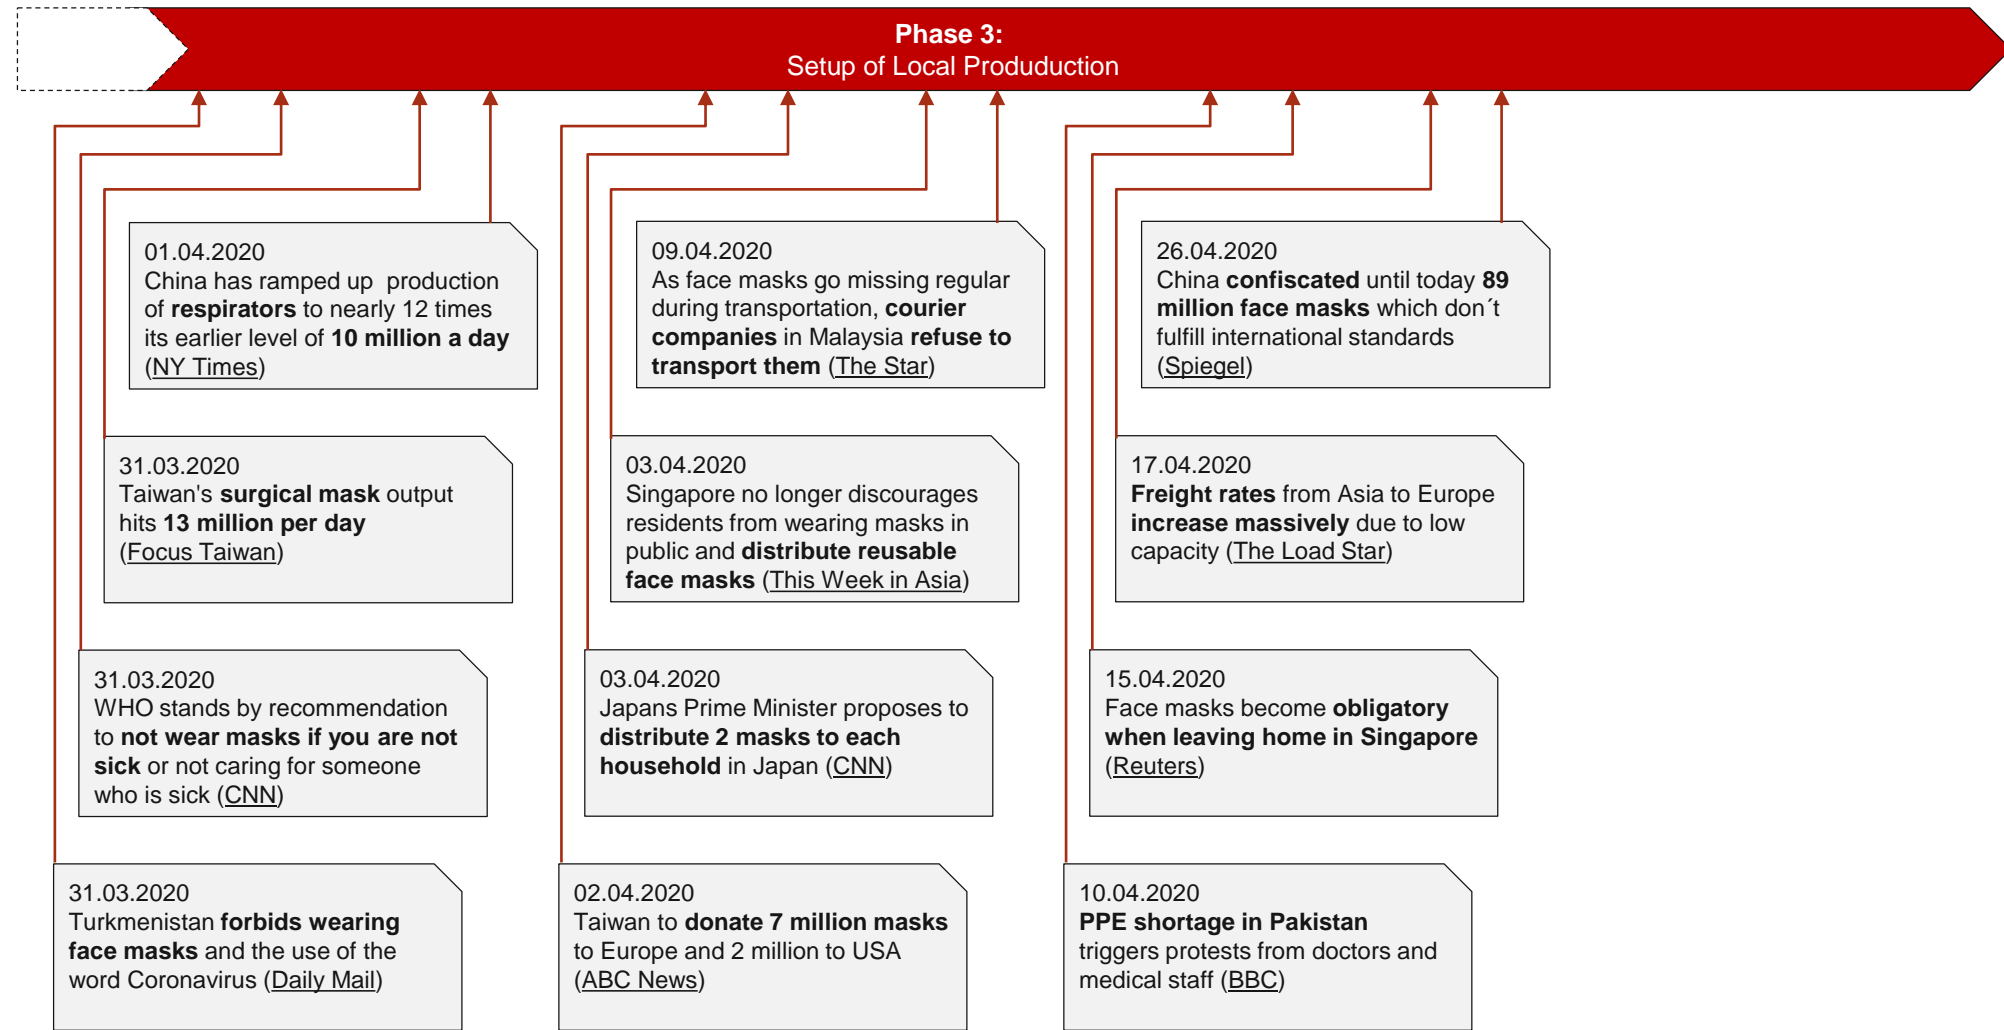 Phase 3:
Setup of Local Produduction
01.04.2020
China has ramped up  production
of respirators to nearly 12 times
its earlier level of 10 million a day
(NY Times)
31.03.2020
Taiwan's surgical mask output
hits 13 million per day
(Focus Taiwan)
31.03.2020
WHO stands by recommendation
to not wear masks if you are not
sick or not caring for someone
who is sick (CNN)
31.03.2020
Turkmenistan forbids wearing
face masks and the use of the
word Coronavirus (Daily Mail)
09.04.2020
As face masks go missing regular
during transportation, courier
companies in Malaysia refuse to
transport them (The Star)
03.04.2020
Singapore no longer discourages
residents from wearing masks in
public and distribute reusable
face masks (This Week in Asia)
03.04.2020
Japans Prime Minister proposes to
distribute 2 masks to each
household in Japan (CNN)
02.04.2020
Taiwan to donate 7 million masks
to Europe and 2 million to USA
(ABC News)
26.04.2020
China confiscated until today 89
million face masks which don´t
fulfill international standards
(Spiegel)
17.04.2020
Freight rates from Asia to Europe
increase massively due to low
capacity (The Load Star)
15.04.2020
Face masks become obligatory
when leaving home in Singapore
(Reuters)
10.04.2020
PPE shortage in Pakistan
triggers protests from doctors and
medical staff (BBC)